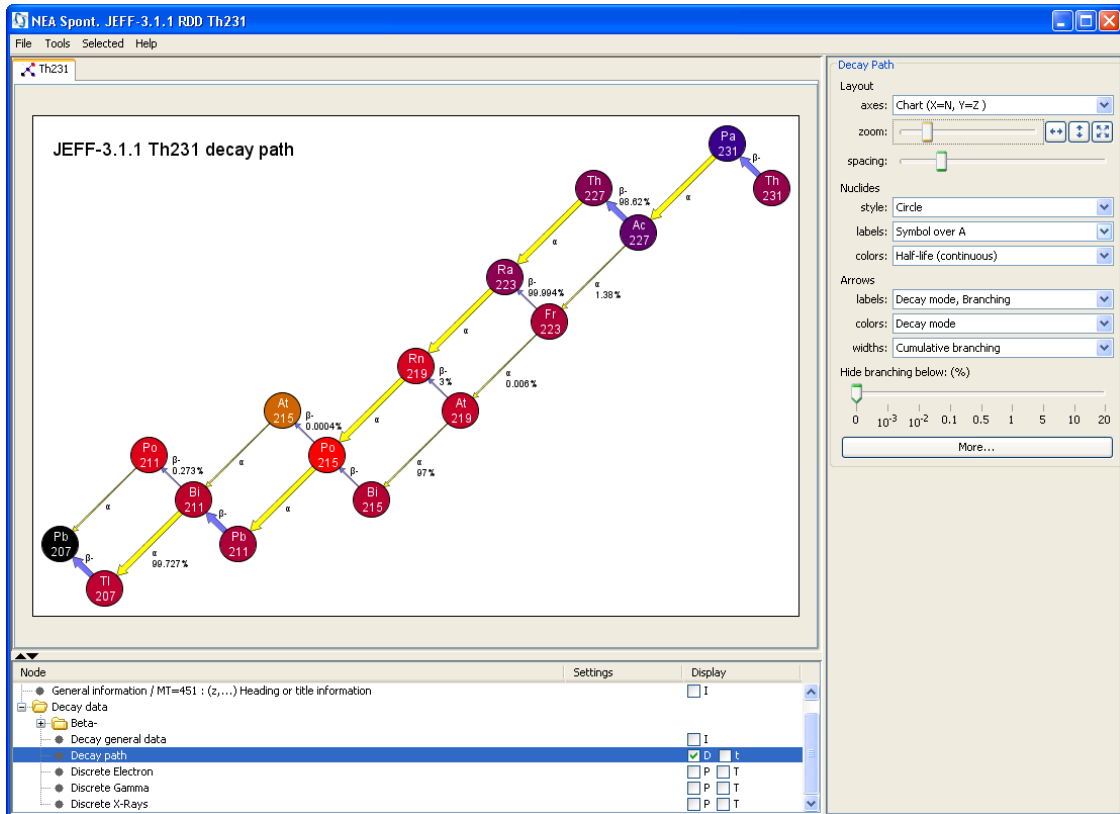 NEA Spont. JEFF-3.1.1 RDD Th231
File Tools Selected Help
Th231
JEFF-3.1.1 Th231 decay path
Pa
231
β-
Th
231
Th
227
β-
98.62%
α
Ac
227
α
Ra
223
β-
99.994%
α
1.38%
Fr
223
α
Rn
219
β-
3%
α
0.006%
At
219
α
At
215
β-
0.0004%
Po
215
α
97%
Po
211
β-
0.273%
α
β-
Bi
215
Bi
211
α
β-
α
Pb
211
Pb
207
β-
α
99.727%
Tl
207
Decay Path
Layout
axes: Chart (X=N, Y=Z )
zoom:
spacing:
Nuclides
style: Circle
labels: Symbol over A
colors: Half-life (continuous)
Arrows
labels: Decay mode, Branching
colors: Decay mode
widths: Cumulative branching
Hide branching below: (%)
0 10-3 10-2 0.1 0.5 1 5 10 20
More...
Node Settings Display
General information / MT=451 : (z,...) Heading or title information I
Decay data
Beta-
Decay general data I
Decay path D t
Discrete Electron P T
Discrete Gamma P T
Discrete X-Rays P T